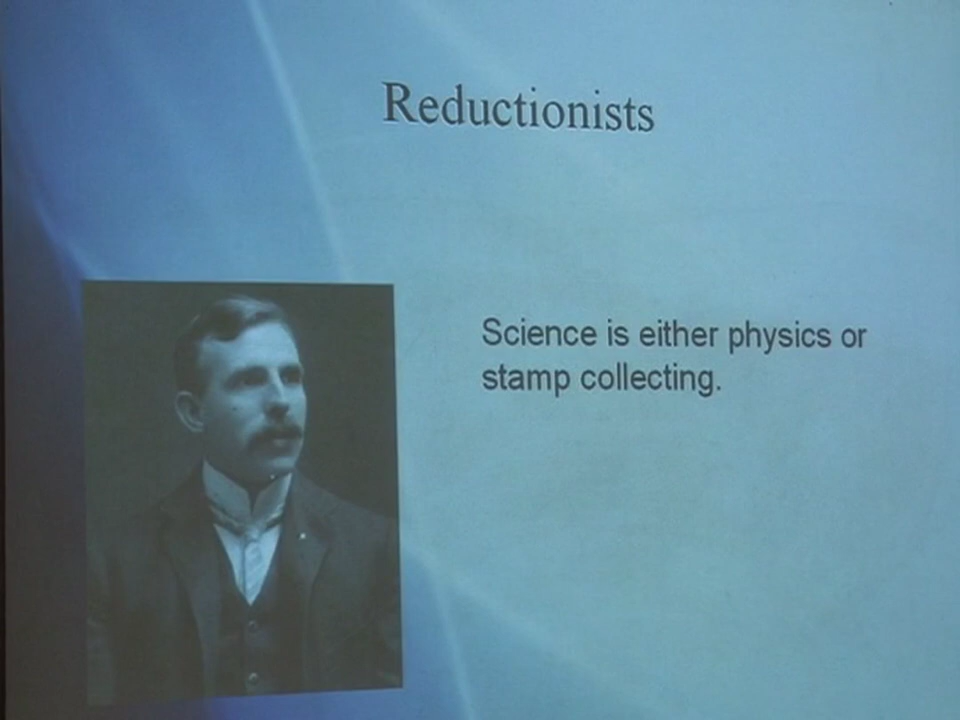 Reductionists
Science is either physics or
stamp collecting.